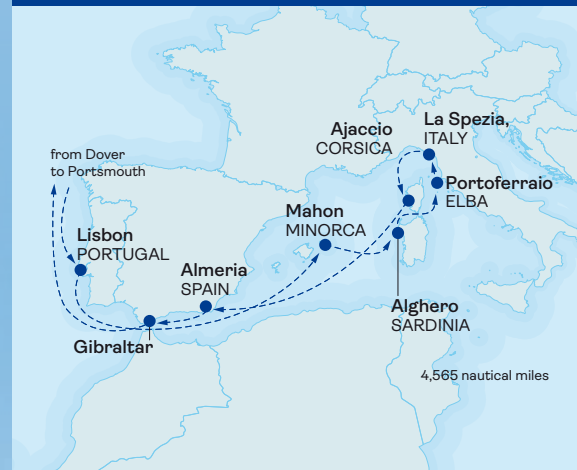 Ajaccio
CORSICA
La Spezia,
ITALY
from Dover
to Portsmouth
Portoferraio
ELBA
Mahon
MINORCA
Lisbon
PORTUGAL
Almeria
SPAIN
Alghero
SARDINIA
Gibraltar
4,565 nautical miles